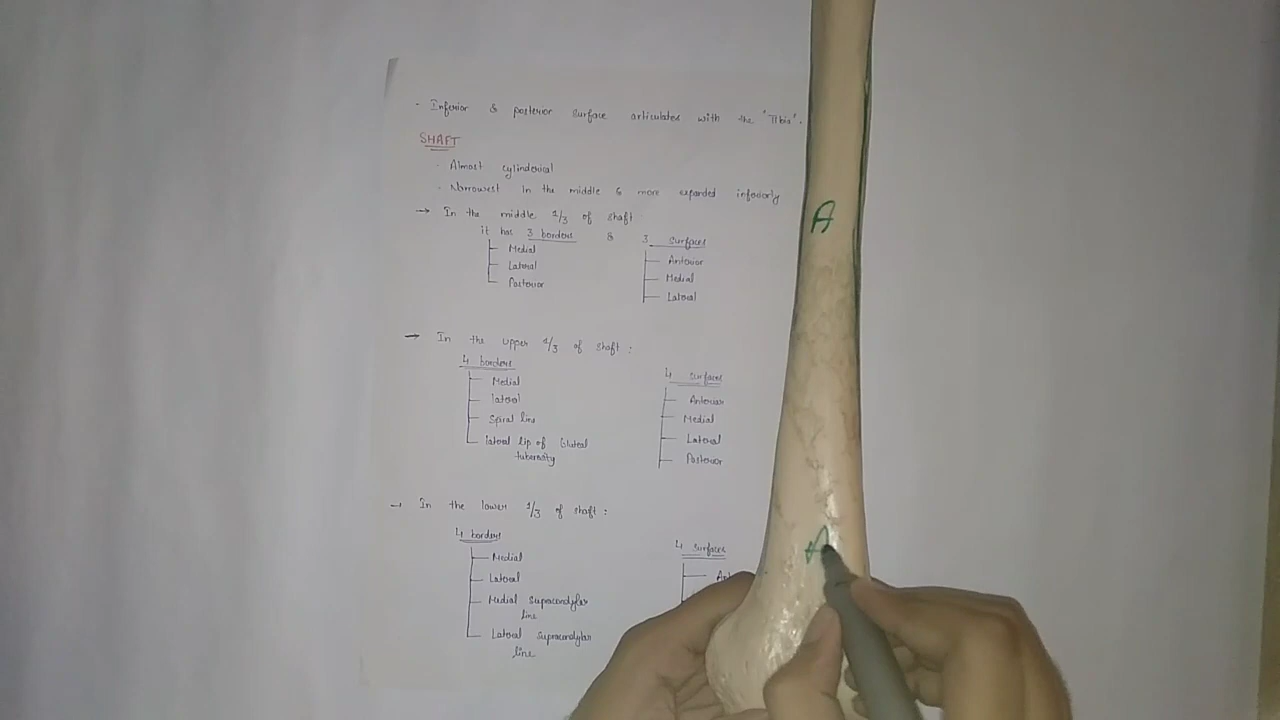 - Inferior & posterior surface articulates with the "Tibia".
SHAFT
- Almost cylinderical
- Narrowest in the middle & more expanded inferiorly
→ In the middle 1/3 of shaft
it has 3 borders & 3 surfaces
Medial
Lateral
Posterior
Anterior
Medial
Lateral
→ In the upper 1/3 of shaft :
4 borders
Medial
lateral
Spiral line
lateral lip of Gluteal
tuberosity
4 surfaces
Anterior
Medial
Lateral
Posterior
→ In the lower 1/3 of shaft :
4 borders
Medial
Lateral
Medial Supracondylar
line
Lateral Supracondylar
line
4 Surfaces
An
A
A